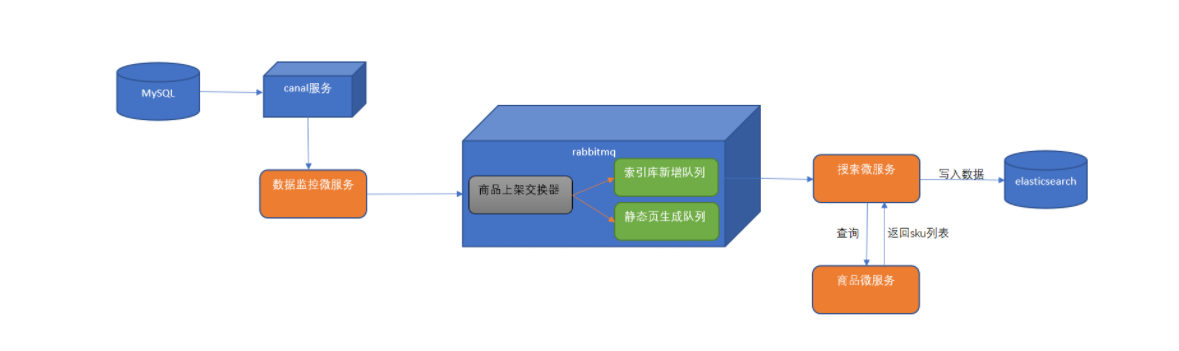 MySQL
canal服务
数据监控微服务
rabbitmq
商品上架交换器
索引库新增队列
静态页生成队列
搜索微服务
写入数据
elasticsearch
查询
返回sku列表
商品微服务